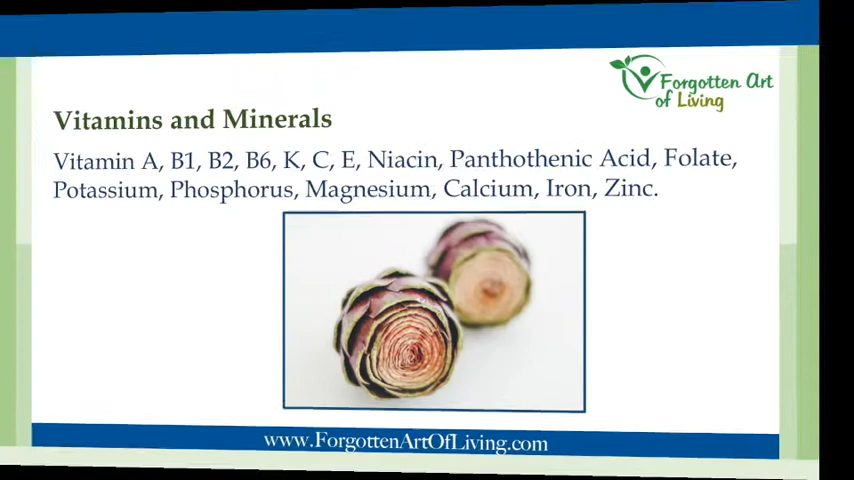 Forgotten Art
of Living
Vitamins and Minerals
Vitamin A, B1, B2, B6, K, C, E, Niacin, Panthothenic Acid, Folate,
Potassium, Phosphorus, Magnesium, Calcium, Iron, Zinc.
www.ForgottenArtOfLiving.com